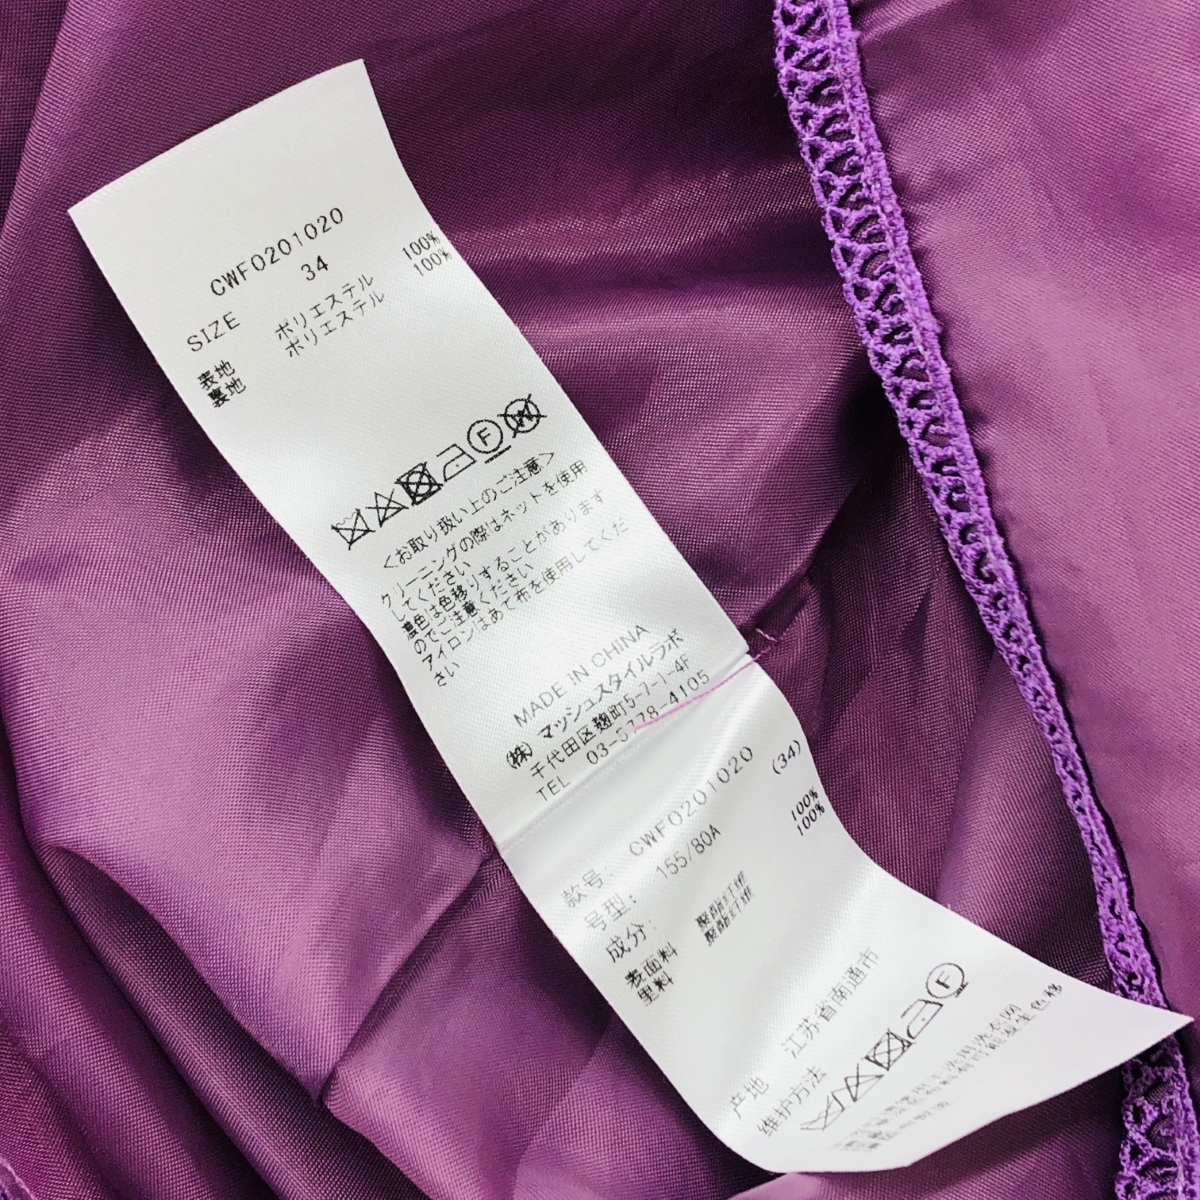 CWFO201020
SIZE 34
表地 ポリエステル 100%
裏地 ポリエステル 100%
F W
<お取り扱い上のご注意>
クリーニングの際はネットを使用
してください
濃色は色移りすることがあります
のでご注意ください
アイロンはあて布を使用してくだ
さい
MADE IN CHINA
(株)マッシュスタイルラボ
千代田区麹町5-7-1-4F
TEL 03-5778-4105
款号: CWFO201020 (34)
号型: 155/80A
成分:
表面料 聚酯纤维 100%
里料 聚酯纤维 100%
产地 江苏省南通市
维护方法
F